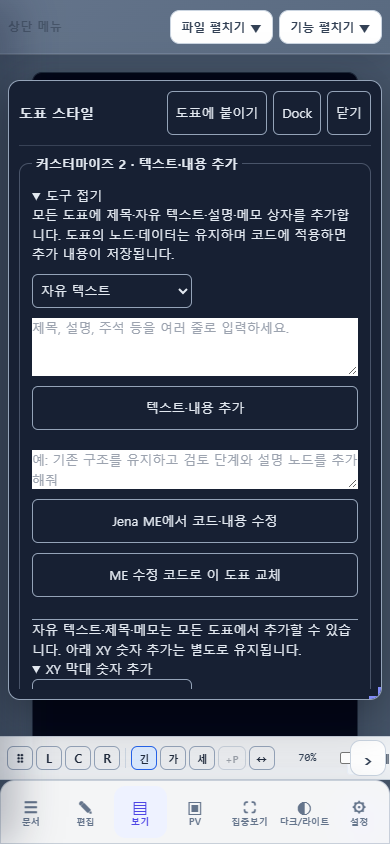 상단 메뉴
파일 펼치기 ▼
기능 펼치기 ▼
도표 스타일
도표에 붙이기
Dock
닫기
커스터마이즈 2 · 텍스트·내용 추가
▼ 도구 접기
모든 도표에 제목·자유 텍스트·설명·메모 상자를 추가합
니다. 도표의 노드·데이터는 유지하며 코드에 적용하면
추가 내용이 저장됩니다.
자유 텍스트
제목, 설명, 주석 등을 여러 줄로 입력하세요.
텍스트·내용 추가
예: 기존 구조를 유지하고 검토 단계와 설명 노드를 추가
해줘
Jena ME에서 코드·내용 수정
ME 수정 코드로 이 도표 교체
자유 텍스트·제목·메모는 모든 도표에서 추가할 수 있습
니다. 아래 XY 숫자 추가는 별도로 유지됩니다.
▼ XY 막대 숫자 추가
L
C
R
긴
가
세
+P
↔
70%
›
문서
편집
보기
PV
집중보기
다크/라이트
설정